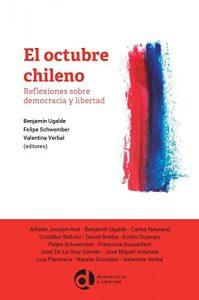 El octubre
chileno
Reflexiones sobre
democracia y libertad
Benjamín Ugalde
Felipe Schwember
Valentina Verbal
(editores)
Alfredo Jocelyn-Holt - Benjamín Ugalde - Carlos Newland
Cristóbal Bellolio - Daniel Brieba - Emilio Ocampo
Felipe Schwember - Francisca Dussaillant
José De La Cruz Garrido - José Miguel Aldunate
Luis Placencia - Natalia González - Valentina Verbal
democracia
y libertad